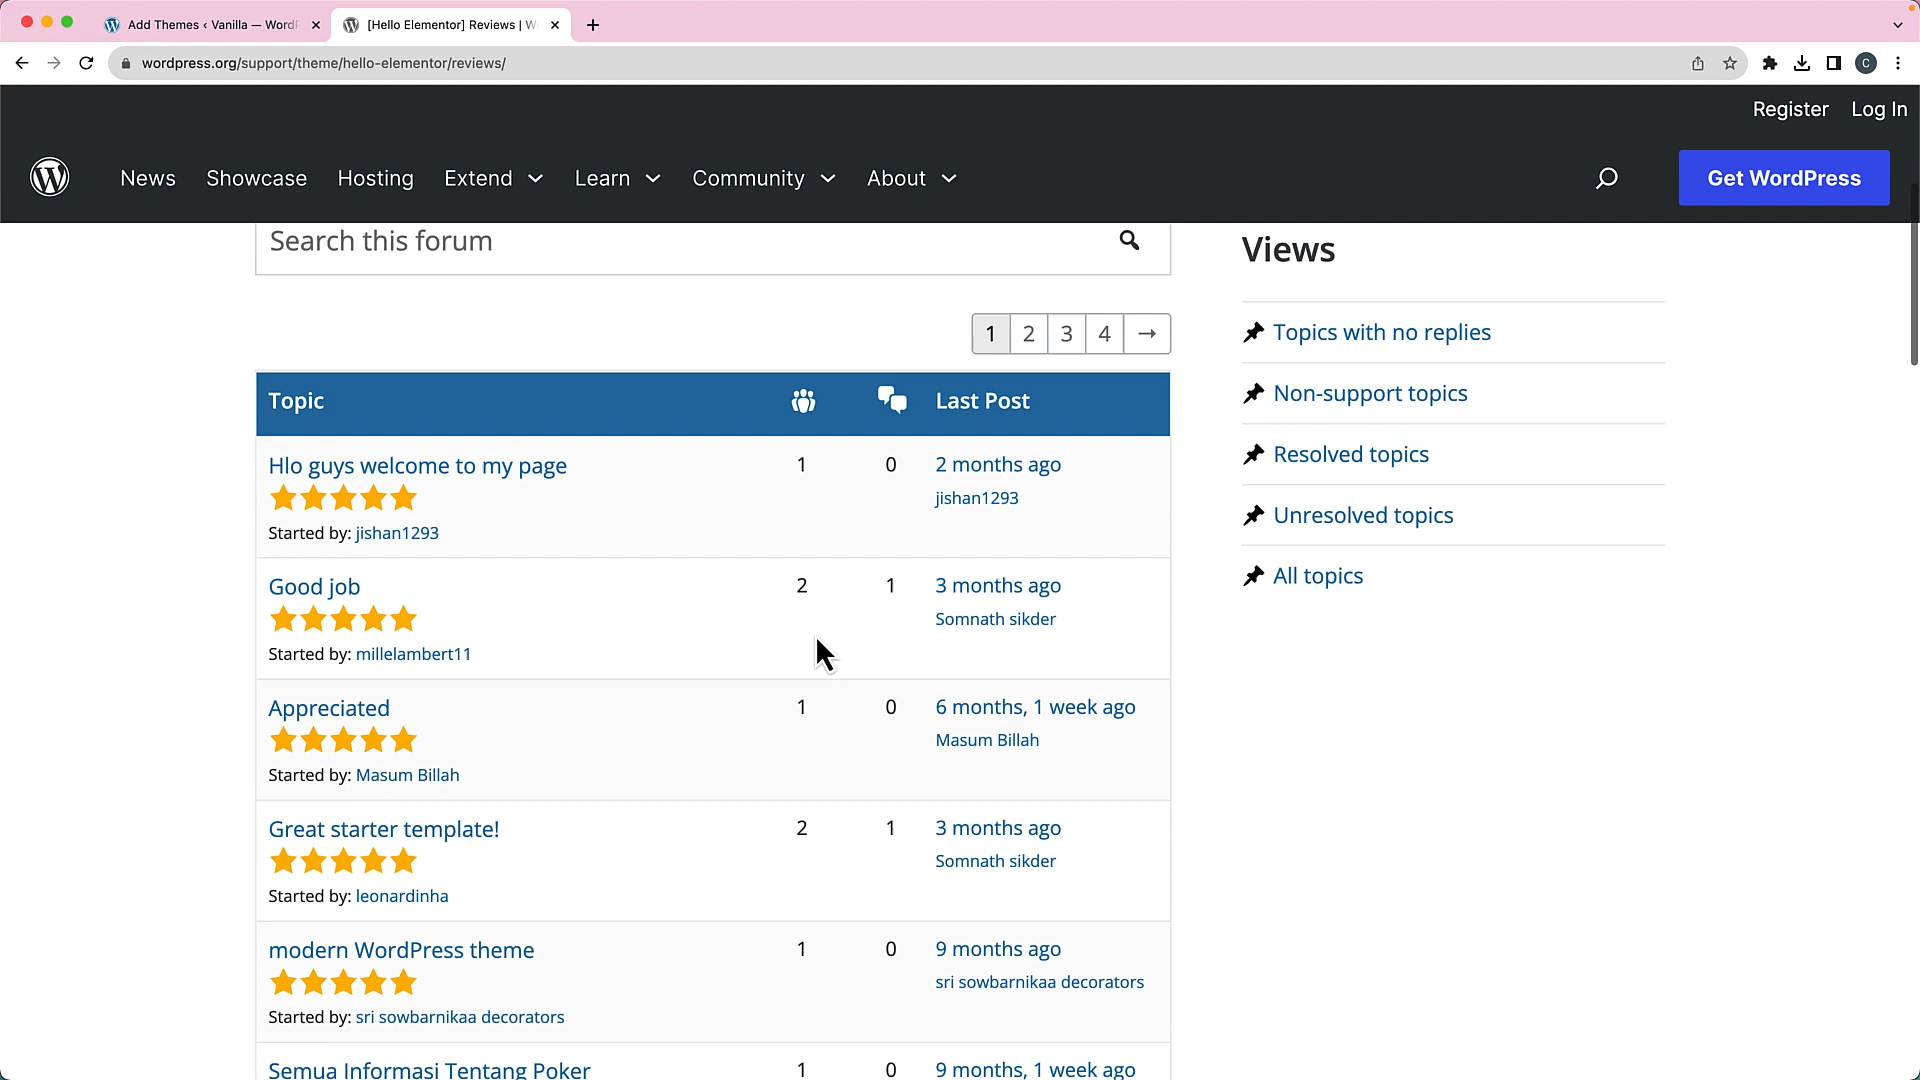 Add Themes ‹ Vanilla — WordP
[Hello Elementor] Reviews | W
wordpress.org/support/theme/hello-elementor/reviews/
C
Register Log In
News Showcase Hosting Extend Learn Community About
Get WordPress
Search this forum
Views
1 2 3 4 →
Topics with no replies
Non-support topics
Resolved topics
Unresolved topics
All topics
Topic Last Post
Hlo guys welcome to my page 1 0 2 months ago
jishan1293
Started by: jishan1293
Good job 2 1 3 months ago
Somnath sikder
Started by: millelambert11
Appreciated 1 0 6 months, 1 week ago
Masum Billah
Started by: Masum Billah
Great starter template! 2 1 3 months ago
Somnath sikder
Started by: leonardinha
modern WordPress theme 1 0 9 months ago
sri sowbarnikaa decorators
Started by: sri sowbarnikaa decorators
Semua Informasi Tentang Poker 1 0 9 months, 1 week ago